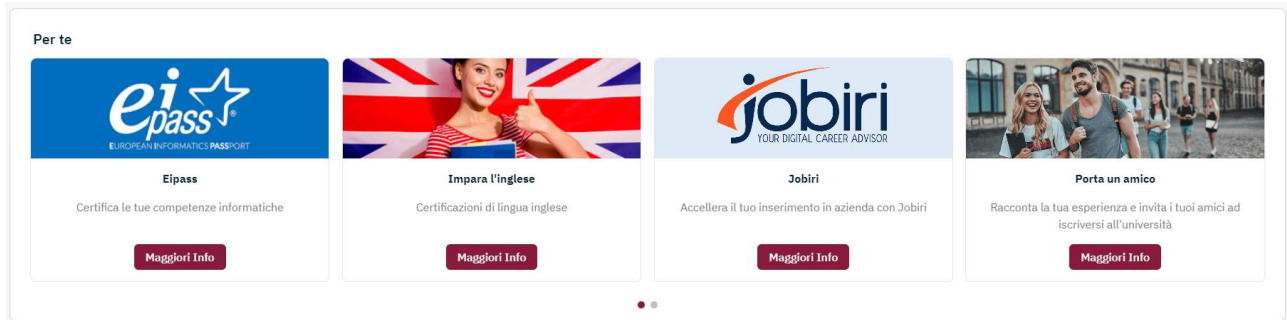 Per te
eipass®
EUROPEAN INFORMATICS PASSPORT
Eipass
Certifica le tue competenze informatiche
Maggiori Info
Impara l'inglese
Certificazioni di lingua inglese
Maggiori Info
jobiri
YOUR DIGITAL CAREER ADVISOR
Jobiri
Accellera il tuo inserimento in azienda con Jobiri
Maggiori Info
Porta un amico
Racconta la tua esperienza e invita i tuoi amici ad
iscriversi all'università
Maggiori Info